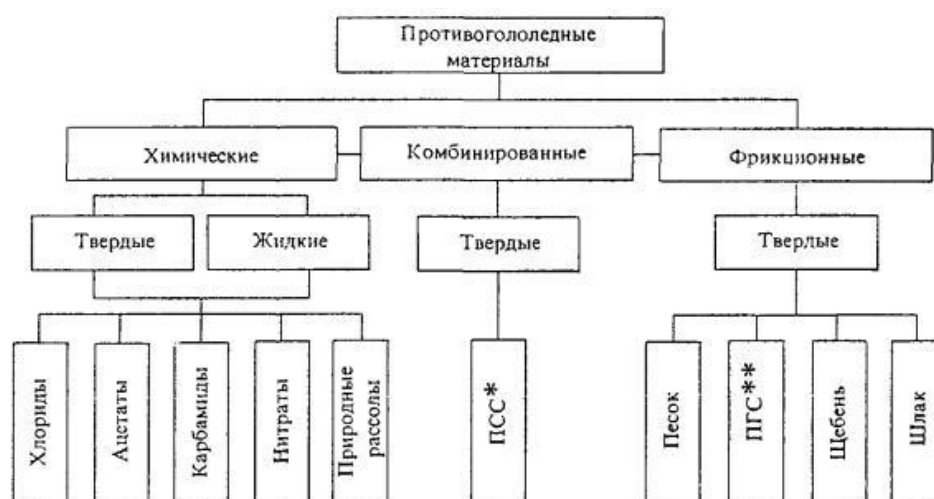 Противогололедные
материалы
Химические
Комбинированные
Фрикционные
Твердые
Жидкие
Твердые
Тверлые
Хлориды
Ацетаты
Карбамиды
Нитраты
Природные
рассолы
ПСС*
Песок
ПГС**
Щебень
Шлак